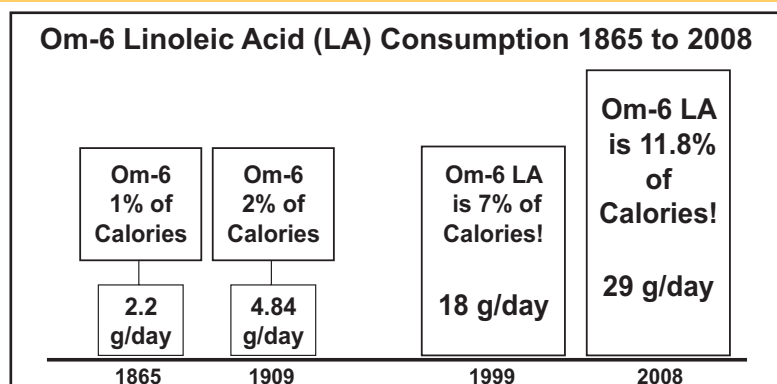 Om-6 Linoleic Acid (LA) Consumption 1865 to 2008
Om-6
1% of
Calories
2.2
g/day
Om-6
2% of
Calories
4.84
g/day
Om-6 LA
is 7% of
Calories!
18 g/day
Om-6 LA
is 11.8%
of
Calories!
29 g/day
1865
1909
1999
2008